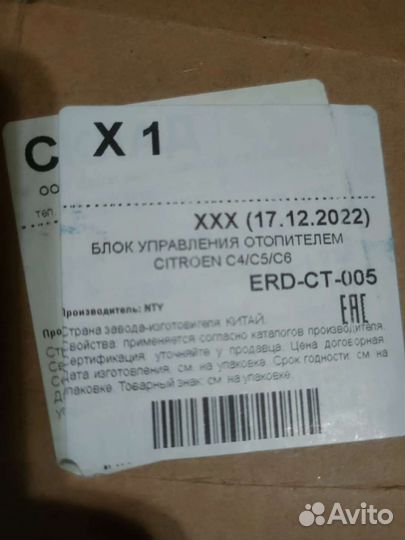 X 1
С
XXX (17.12.2022)
БЛОК УПРАВЛЕНИЯ ОТОПИТЕЛЕМ
CITROEN C4/C5/C6
ERD-CT-005
Производитель: NTY
EAC
Страна завода-изготовителя: КИТАЙ.
Свойства: применяется согласно каталогов производителя.
Сертификация: уточняйте у продавца. Цена: договорная
Дата изготовления: см. на упаковке. Срок годности: см. на
упаковке. Товарный знак: см. на упаковке.
Avito